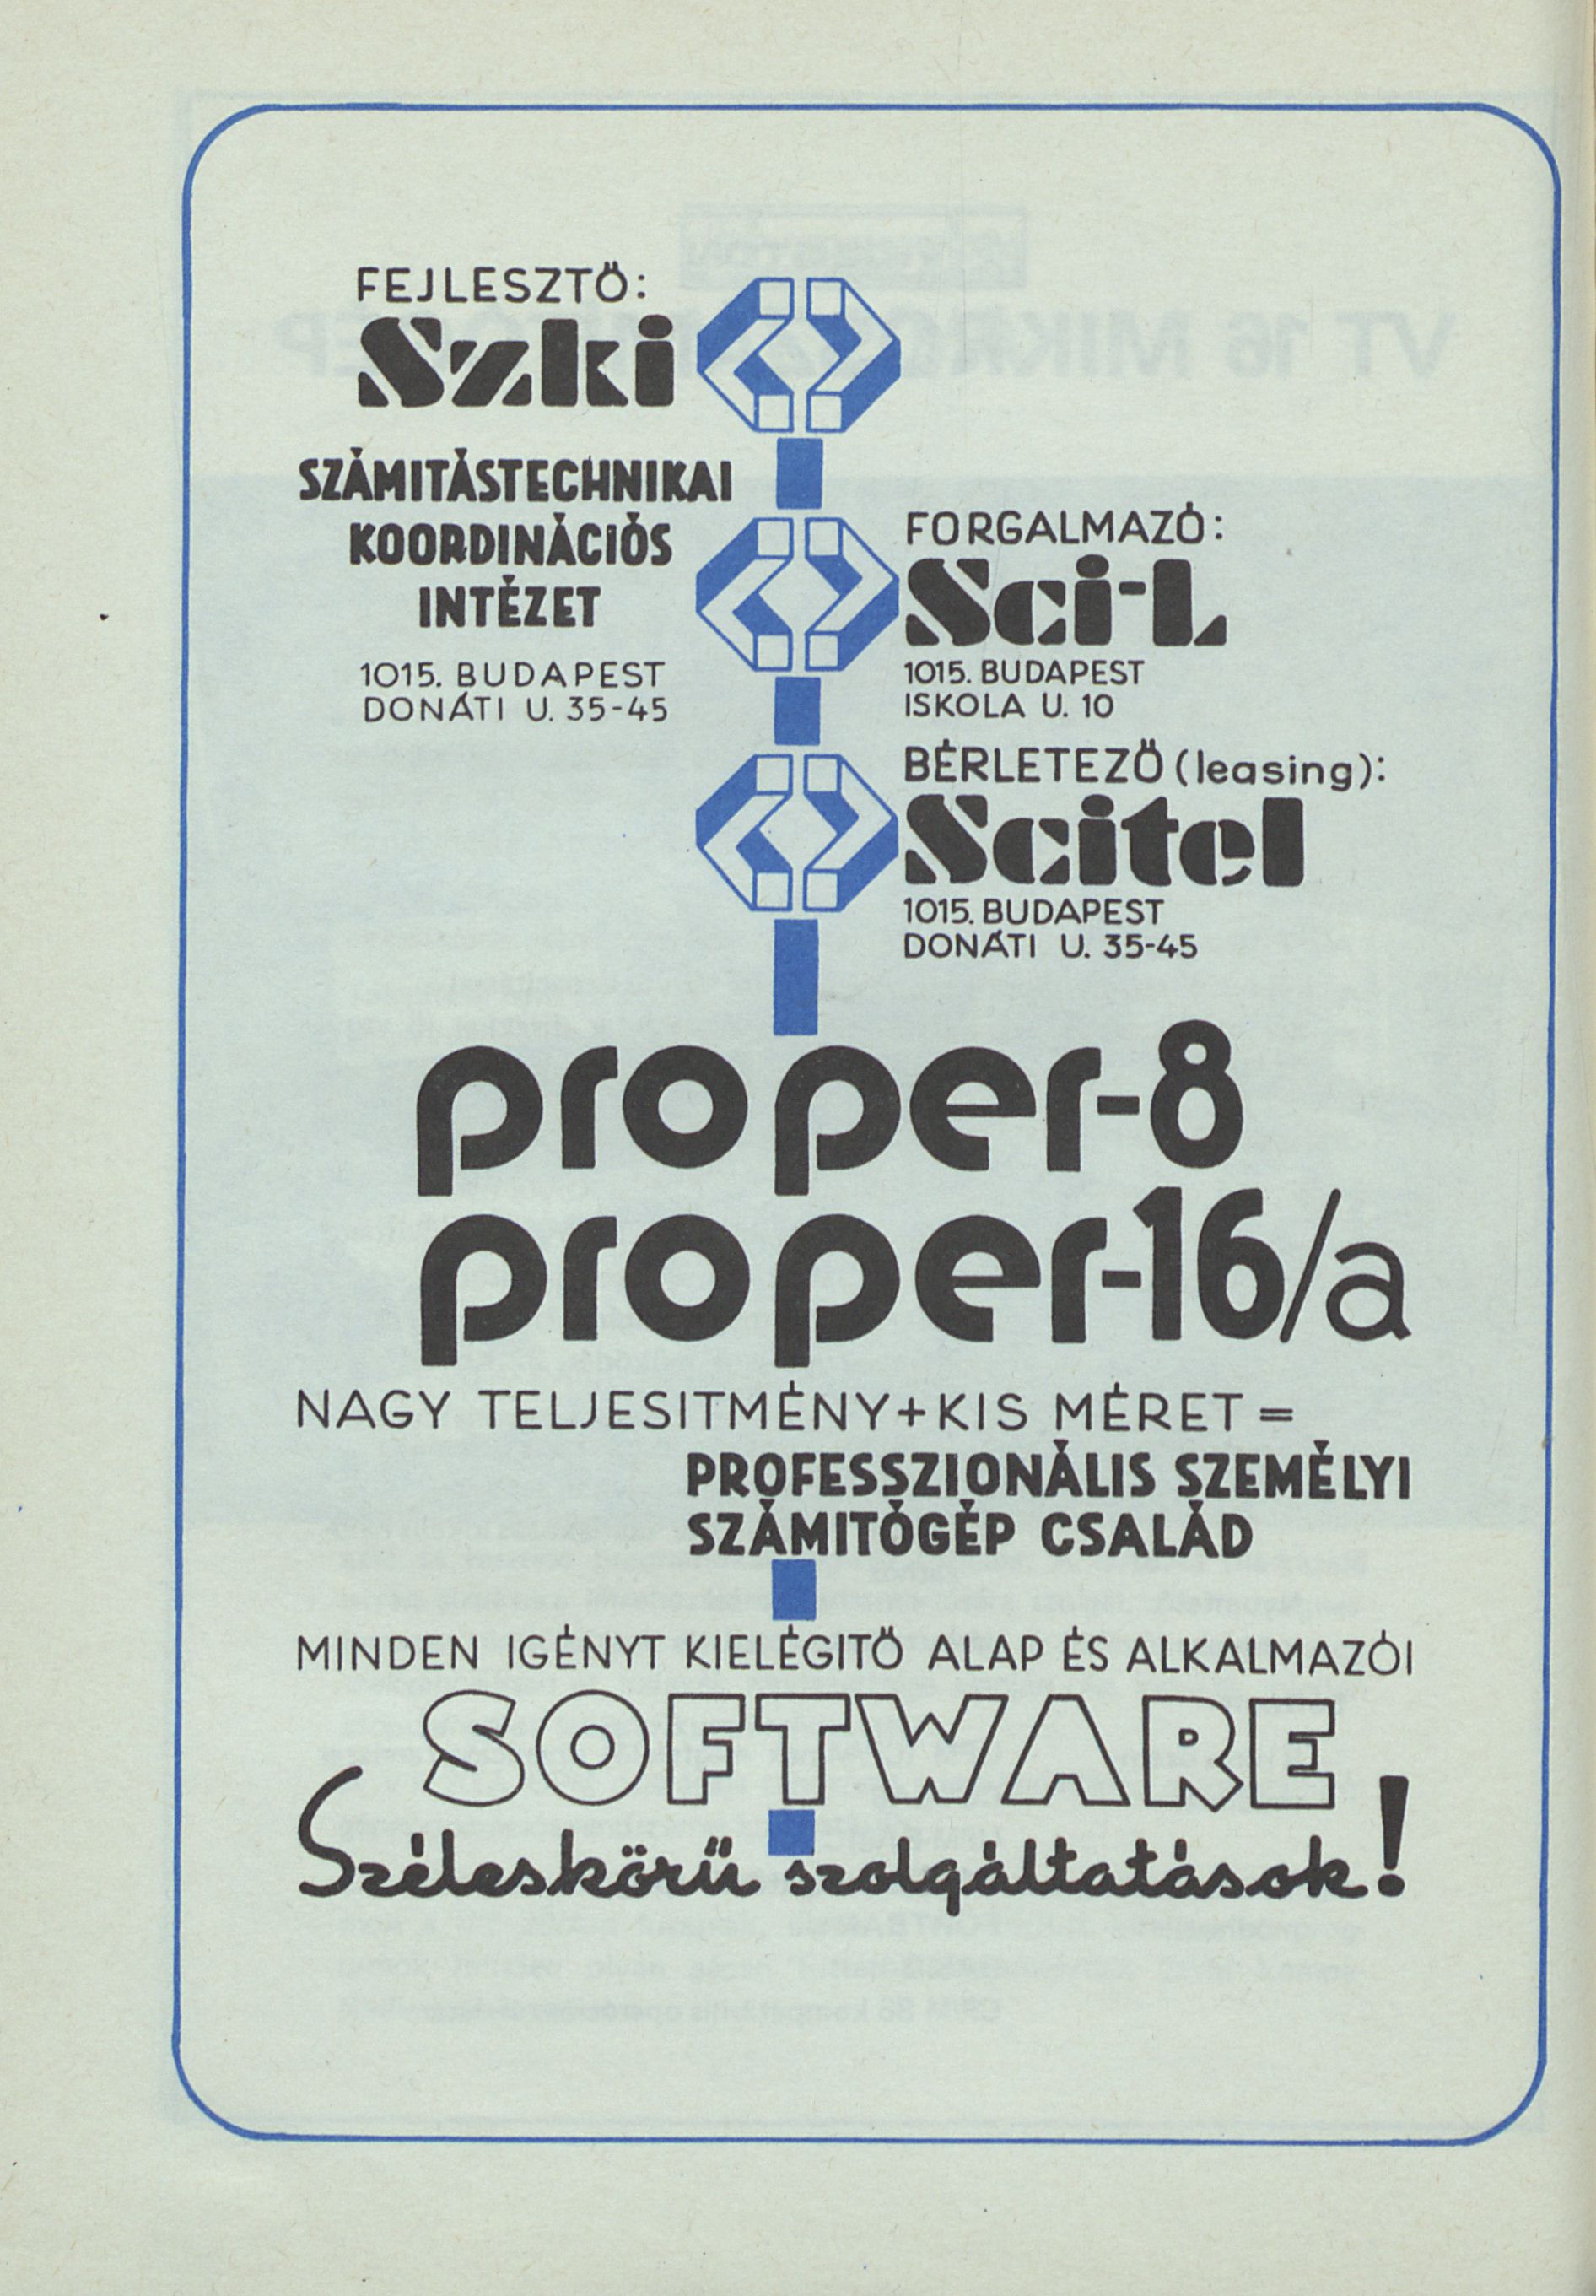 FEJLESZTŐ:
Szki
SZÁMITÁSTECHNIKAI
KOORDINÁCIÓS
INTÉZET
1015. BUDAPEST
DONÁTI U. 35-45
FORGALMAZÓ:
Sci-L
1015. BUDAPEST
ISKOLA U. 10
BÉRLETEZŐ (leasing):
Scitel
1015. BUDAPEST
DONÁTI U. 35-45
proper-8
proper-16/a
NAGY TELJESITMÉNY+KIS MÉRET =
PROFESSZIONÁLIS SZEMÉLYI
SZÁMITÓGÉP CSALÁD
MINDEN IGÉNYT KIELÉGITŐ ALAP ÉS ALKALMAZÓI
SOFTWARE
Széleskörű szolgáltatások!